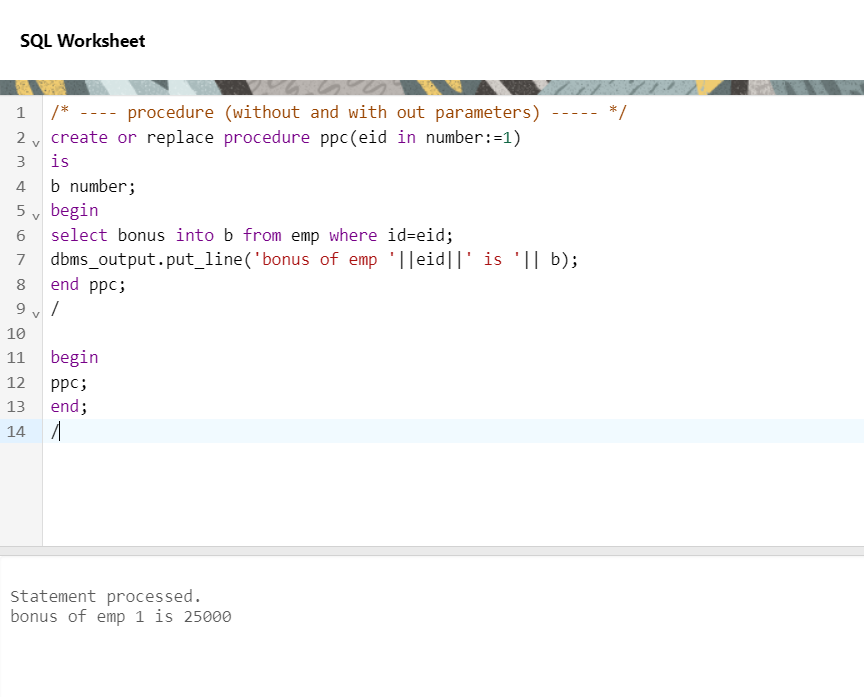 SQL Worksheet
1 /* ---- procedure (without and with out parameters) ----- */
2 create or replace procedure ppc(eid in number:=1)
3 is
4 b number;
5 begin
6 select bonus into b from emp where id=eid;
7 dbms_output.put_line('bonus of emp '||eid||' is '|| b);
8 end ppc;
9 /
10
11 begin
12 ppc;
13 end;
14 /
Statement processed.
bonus of emp 1 is 25000